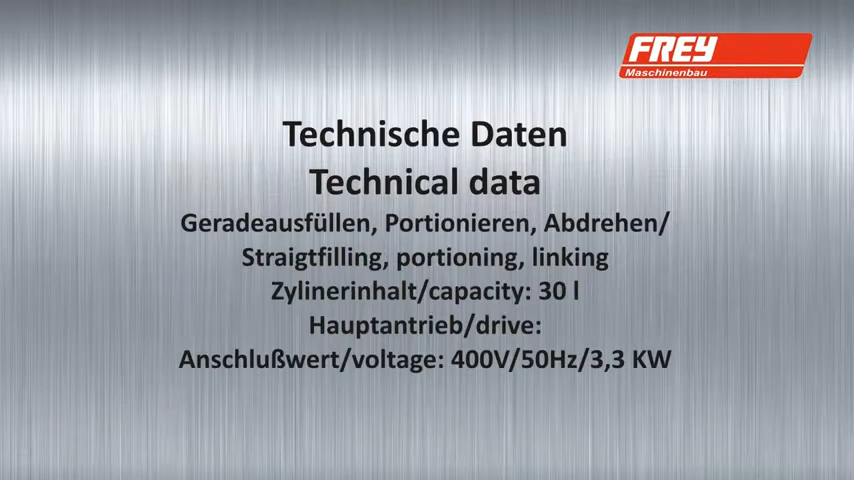 FREY
Maschinenbau
Technische Daten
Technical data
Geradeausfüllen, Portionieren, Abdrehen/
Straigtfilling, portioning, linking
Zylinerinhalt/capacity: 30 l
Hauptantrieb/drive:
Anschlußwert/voltage: 400V/50Hz/3,3 KW